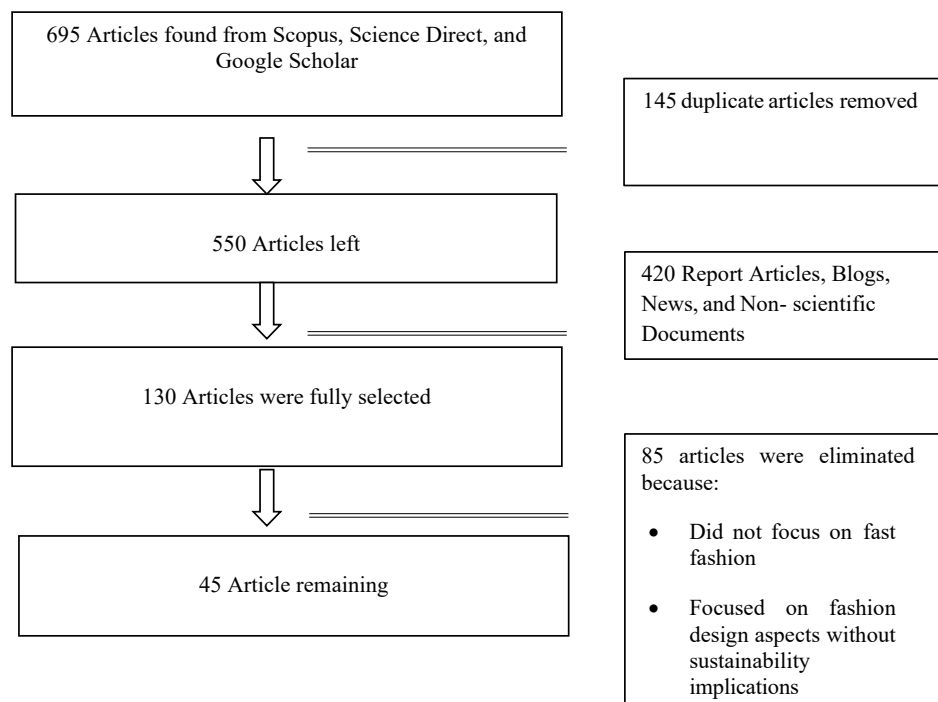 695 Articles found from Scopus, Science Direct, and
Google Scholar
145 duplicate articles removed
550 Articles left
420 Report Articles, Blogs,
News, and Non- scientific
Documents
130 Articles were fully selected
85 articles were eliminated
because:
• Did not focus on fast
fashion
• Focused on fashion
design aspects without
sustainability
implications
45 Article remaining